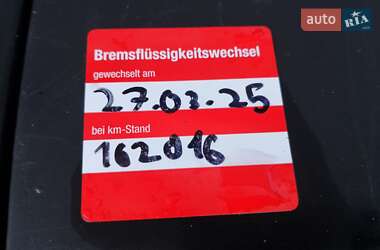 auto RIA
Bremsflüssigkeitswechsel
gewechselt am
27.03.25
bei km-Stand
162016